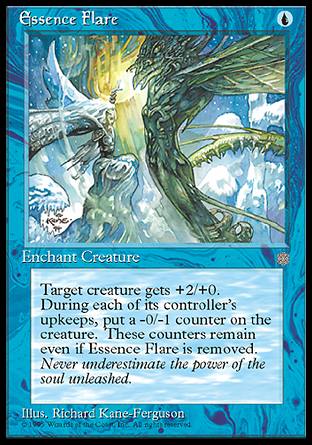 Essence Flare
Enchant Creature
Target creature gets +2/+0.
During each of its controller's
upkeeps, put a -0/-1 counter on the
creature. These counters remain
even if Essence Flare is removed.
Never underestimate the power of the
soul unleashed.
Illus. Richard Kane-Ferguson
© 1995 Wizards of the Coast, Inc. All rights reserved.